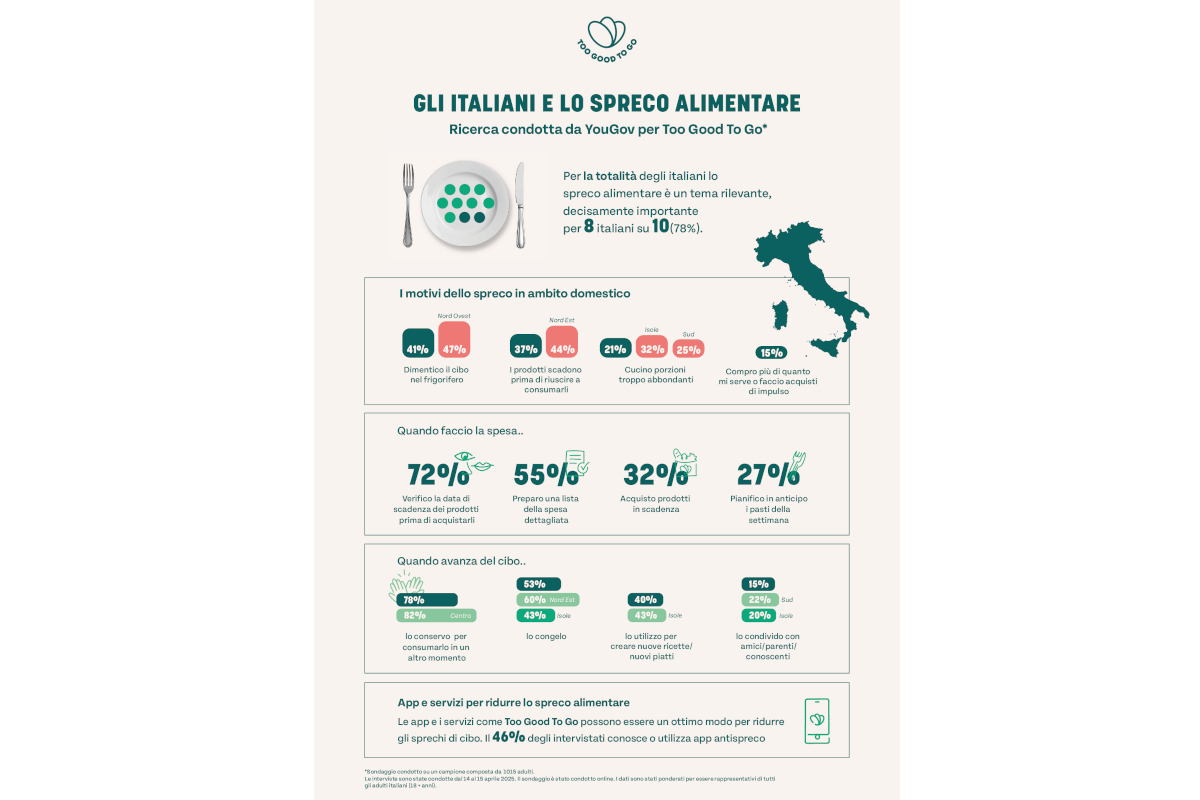 TOO GOOD TO GO
GLI ITALIANI E LO SPRECO ALIMENTARE
Ricerca condotta da YouGov per Too Good To Go*
Per la totalità degli italiani lo
spreco alimentare è un tema rilevante,
decisamente importante
per 8 italiani su 10(78%).
I motivi dello spreco in ambito domestico
Nord Ovest
41%
47%
Dimentico il cibo
nel frigorifero
Nord Est
37%
44%
I prodotti scadono
prima di riuscire a
consumarli
Isole
Sud
21%
32%
25%
Cucino porzioni
troppo abbondanti
15%
Compro più di quanto
mi serve o faccio acquisti
di impulso
Quando faccio la spesa..
72%
Verifico la data di
scadenza dei prodotti
prima di acquistarli
55%
Preparo una lista
della spesa
dettagliata
32%
Acquisto prodotti
in scadenza
27%
Pianifico in anticipo
i pasti della
settimana
Quando avanza del cibo..
78%
82% Centro
lo conservo per
consumarlo in un
altro momento
53%
60% Nord Est
43% Isole
lo congelo
40%
43% Isole
lo utilizzo per
creare nuove ricette/
nuovi piatti
15%
22% Sud
20% Isole
lo condivido con
amici/parenti/
conoscenti
App e servizi per ridurre lo spreco alimentare
Le app e i servizi come Too Good To Go possono essere un ottimo modo per ridurre
gli sprechi di cibo. Il 46% degli intervistati conosce o utilizza app antispreco
*Sondaggio condotto su un campione composta da 1015 adulti.
Le interviste sono state condotte dal 14 al 15 aprile 2025. Il sondaggio è stato condotto online. I dati sono stati ponderati per essere rappresentativi di tutti
gli adulti italiani (18 + anni).